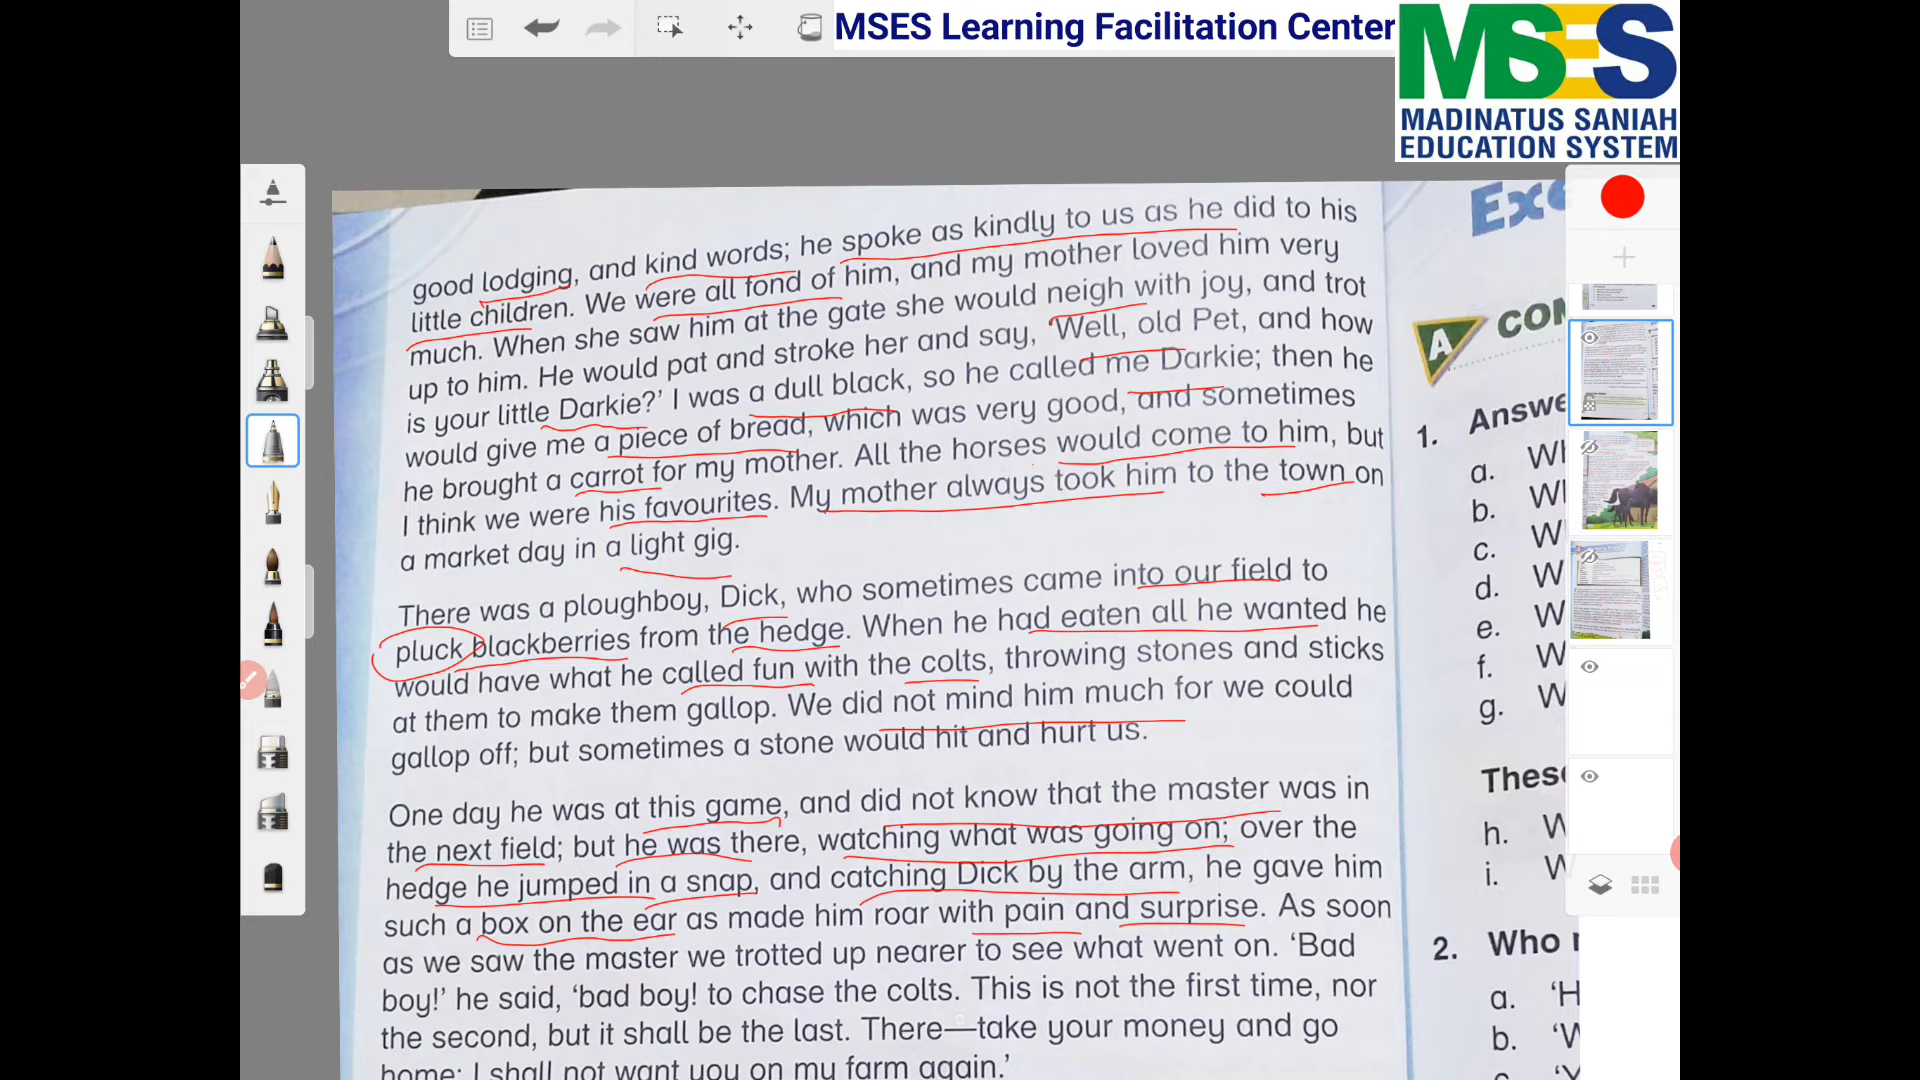 MSES Learning Facilitation Center
MSES
MADINATUS SANIAH
EDUCATION SYSTEM
good lodging, and kind words; he spoke as kindly to us as he did to his
little children. We were all fond of him, and my mother loved him very
much. When she saw him at the gate she would neigh with joy, and trot
up to him. He would pat and stroke her and say, 'Well, old Pet, and how
is your little Darkie?' I was a dull black, so he called me Darkie; then he
would give me a piece of bread, which was very good, and sometimes
he brought a carrot for my mother. All the horses would come to him, but
I think we were his favourites. My mother always took him to the town on
a market day in a light gig.
There was a ploughboy, Dick, who sometimes came into our field to
pluck blackberries from the hedge. When he had eaten all he wanted he
would have what he called fun with the colts, throwing stones and sticks
at them to make them gallop. We did not mind him much for we could
gallop off; but sometimes a stone would hit and hurt us.
One day he was at this game, and did not know that the master was in
the next field; but he was there, watching what was going on; over the
hedge he jumped in a snap, and catching Dick by the arm, he gave him
such a box on the ear as made him roar with pain and surprise. As soon
as we saw the master we trotted up nearer to see what went on. 'Bad
boy!' he said, 'bad boy! to chase the colts. This is not the first time, nor
the second, but it shall be the last. There—take your money and go
home; I shall not want you on my farm again.'
Exe
A COM
1. Answe
a. Wh
b. Wl
c. W
d. W
e. W
f. W
g. W
These
h. W
i. W
2. Who
a. 'H
b. 'W